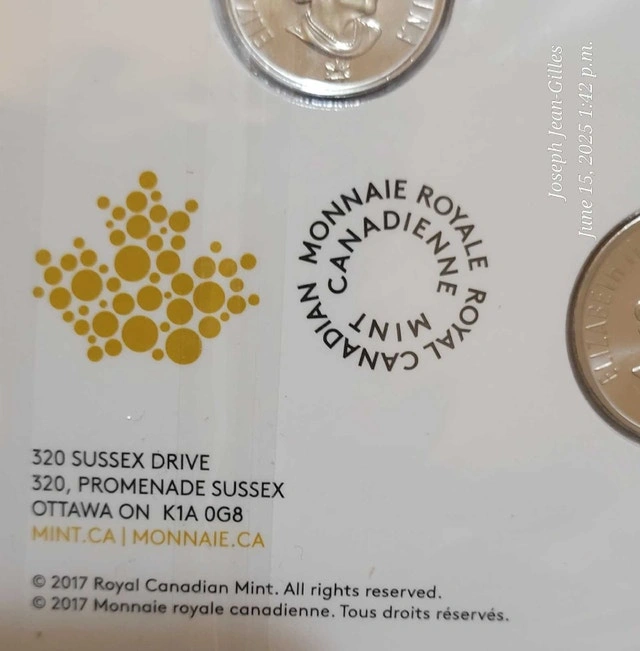 Joseph Jean-Gilles
June 15, 2025 1:42 p.m.
MONNAIE ROYALE
CANADIENNE
ROYAL CANADIAN
MINT
ELIZABETH
320 SUSSEX DRIVE
320, PROMENADE SUSSEX
OTTAWA ON K1A 0G8
MINT.CA | MONNAIE.CA
© 2017 Royal Canadian Mint. All rights reserved.
© 2017 Monnaie royale canadienne. Tous droits réservés.